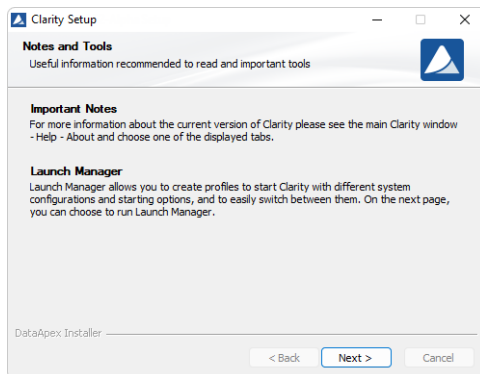 Clarity Setup
Notes and Tools
Useful information recommended to read and important tools
Important Notes
For more information about the current version of Clarity please see the main Clarity window
- Help - About and choose one of the displayed tabs.
Launch Manager
Launch Manager allows you to create profiles to start Clarity with different system
configurations and starting options, and to easily switch between them. On the next page,
you can choose to run Launch Manager.
DataApex Installer
< Back
Next >
Cancel